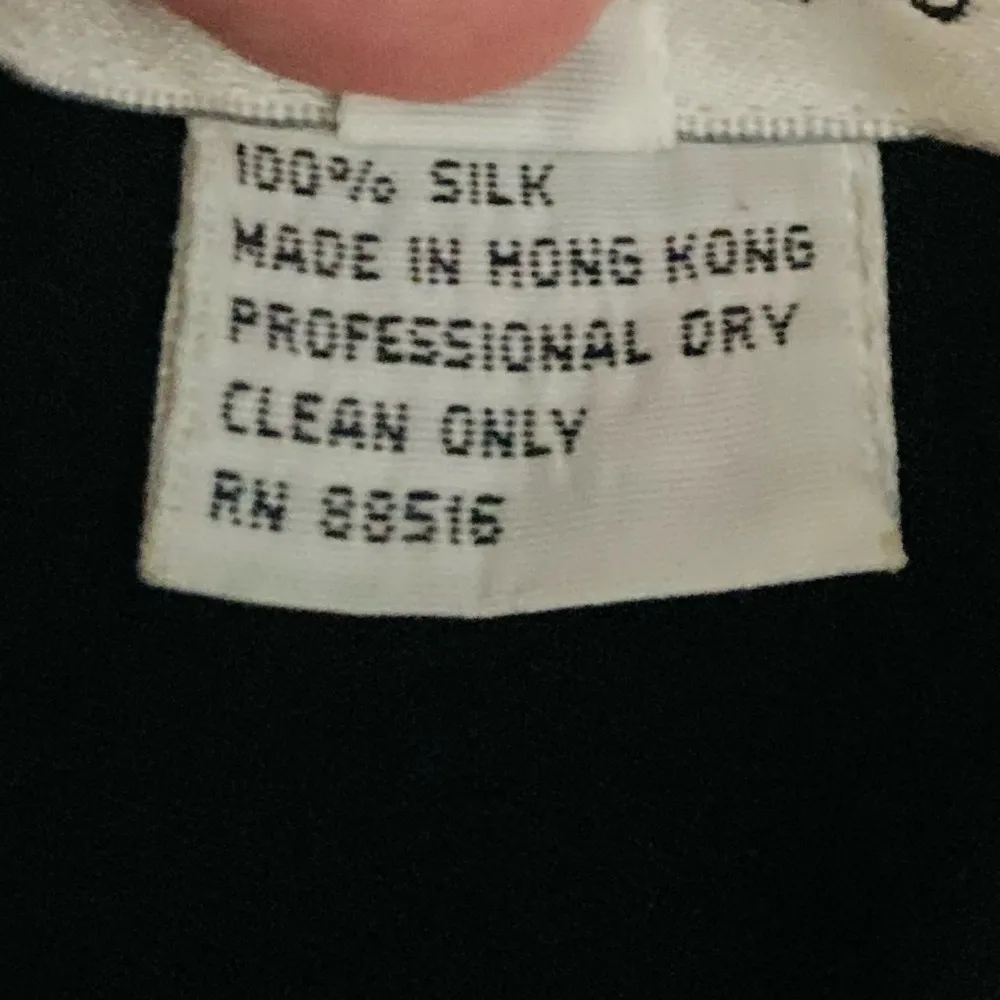 100% SILK
MADE IN HONG KONG
PROFESSIONAL DRY
CLEAN ONLY
RN 88516